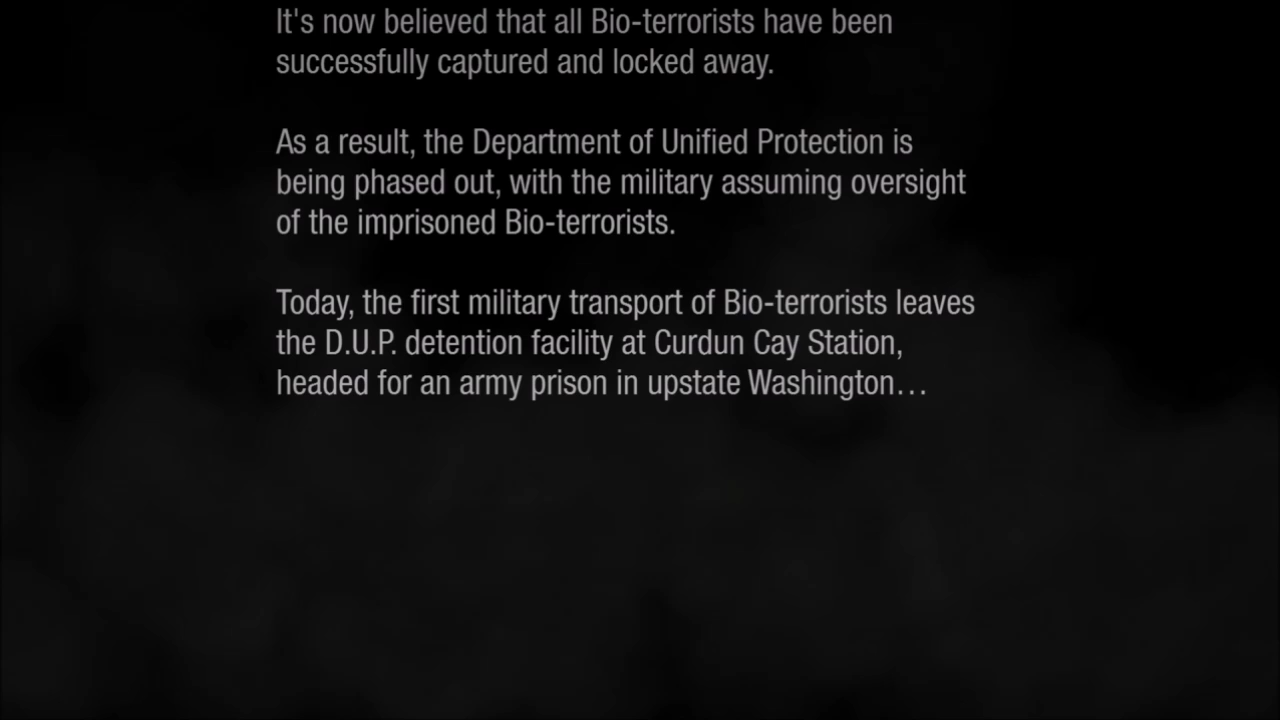 It's now believed that all Bio-terrorists have been
successfully captured and locked away.
As a result, the Department of Unified Protection is
being phased out, with the military assuming oversight
of the imprisoned Bio-terrorists.
Today, the first military transport of Bio-terrorists leaves
the D.U.P. detention facility at Curdun Cay Station,
headed for an army prison in upstate Washington…